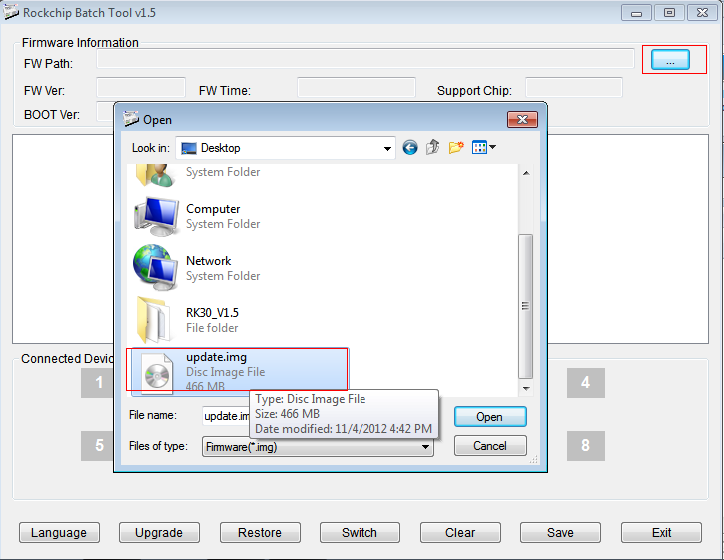 Rockchip Batch Tool v1.5
Firmware Information
FW Path:
...
FW Ver:
FW Time:
Support Chip:
BOOT Ver:
Open
Look in:
Desktop
System Folder
Computer
System Folder
Network
System Folder
RK30_V1.5
File folder
update.img
Disc Image File
466 MB
Type: Disc Image File
Size: 466 MB
Date modified: 11/4/2012 4:42 PM
File name:
update.im
Open
Files of type:
Firmware(*.img)
Cancel
Connected Devic
1
4
5
8
Language
Upgrade
Restore
Switch
Clear
Save
Exit